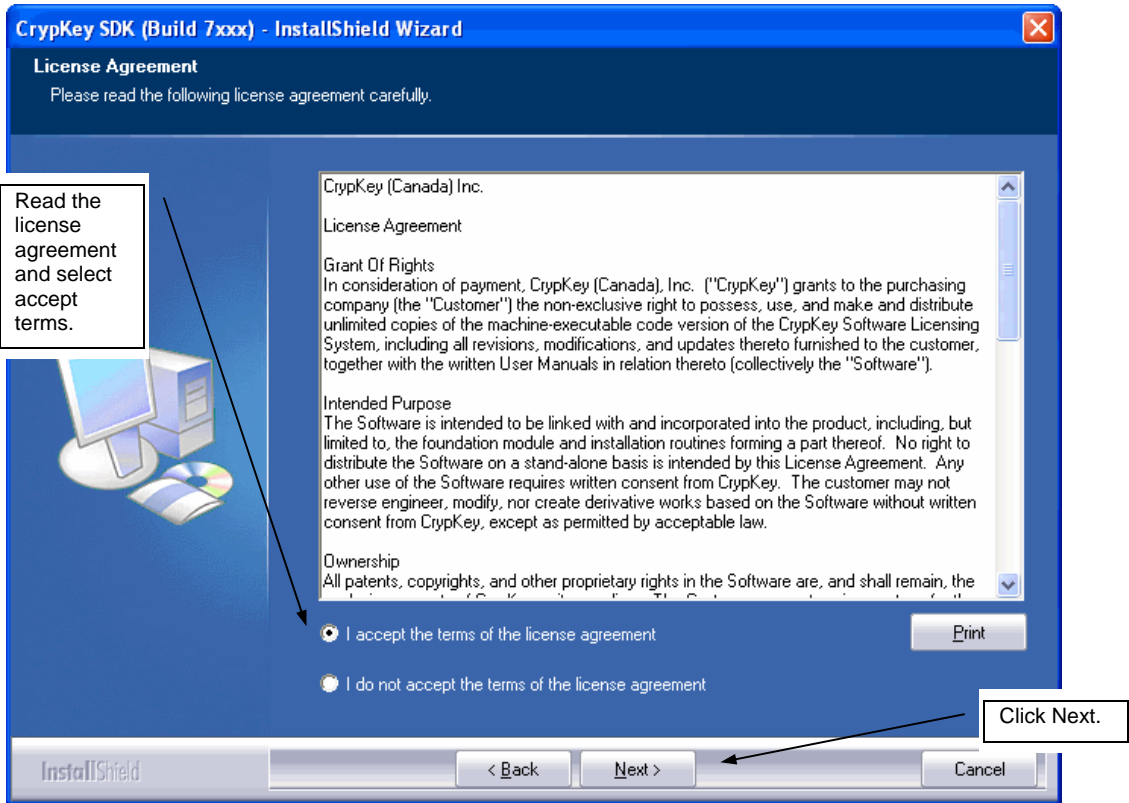 CrypKey SDK (Build 7xxx) - InstallShield Wizard
License Agreement
Please read the following license agreement carefully.
Read the
license
agreement
and select
accept
terms.
CrypKey (Canada) Inc.
License Agreement
Grant Of Rights
In consideration of payment, CrypKey (Canada), Inc. ("CrypKey") grants to the purchasing
company (the "Customer") the non-exclusive right to possess, use, and make and distribute
unlimited copies of the machine-executable code version of the CrypKey Software Licensing
System, including all revisions, modifications, and updates thereto furnished to the customer,
together with the written User Manuals in relation thereto (collectively the "Software").
Intended Purpose
The Software is intended to be linked with and incorporated into the product, including, but
limited to, the foundation module and installation routines forming a part thereof. No right to
distribute the Software on a stand-alone basis is intended by this License Agreement. Any
other use of the Software requires written consent from CrypKey. The customer may not
reverse engineer, modify, nor create derivative works based on the Software without written
consent from CrypKey, except as permitted by acceptable law.
Ownership
All patents, copyrights, and other proprietary rights in the Software are, and shall remain, the
I accept the terms of the license agreement
Print
I do not accept the terms of the license agreement
Click Next.
InstallShield
< Back
Next >
Cancel